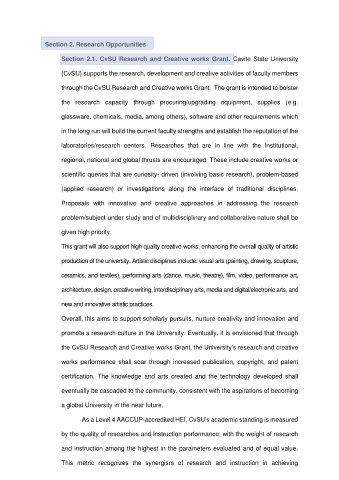 Section 2. Research Opportunities
Section 2.1. CvSU Research and Creative works Grant. Cavite State University
(CvSU) supports the research, development and creative activities of faculty members
through the CvSU Research and Creative works Grant. The grant is intended to bolster
the research capacity through procuring/upgrading equipment, supplies (e.g.
glassware, chemicals, media, among others), software and other requirements which
in the long run will build the current faculty strengths and establish the reputation of the
laboratories/research centers. Researches that are in line with the institutional,
regional, national and global thrusts are encouraged. These include creative works or
scientific queries that are curiosity- driven (involving basic research), problem-based
(applied research) or investigations along the interface of traditional disciplines.
Proposals with innovative and creative approaches in addressing the research
problem/subject under study and of multidisciplinary and collaborative nature shall be
given high priority.
This grant will also support high quality creative works, enhancing the overall quality of artistic
production of the university. Artistic disciplines include: visual arts (painting, drawing, sculpture,
ceramics, and textiles), performing arts (dance, music, theatre), film, video, performance art,
architecture, design, creative writing, interdisciplinary arts, media and digital/electronic arts, and
new and innovative artistic practices.
Overall, this aims to support scholarly pursuits, nurture creativity and innovation and
promote a research culture in the University. Eventually, it is envisioned that through
the CvSU Research and Creative works Grant, the University's research and creative
works performance shall soar through increased publication, copyright, and patent
certification. The knowledge and arts created and the technology developed shall
eventually be cascaded to the community, consistent with the aspirations of becoming
a global University in the near future.
As a Level 4 AACCUP-accredited HEI, CvSU's academic standing is measured
by the quality of researches and instruction performance; with the weight of research
and instruction among the highest in the parameters evaluated and of equal value.
This metric recognizes the synergism of research and instruction in achieving